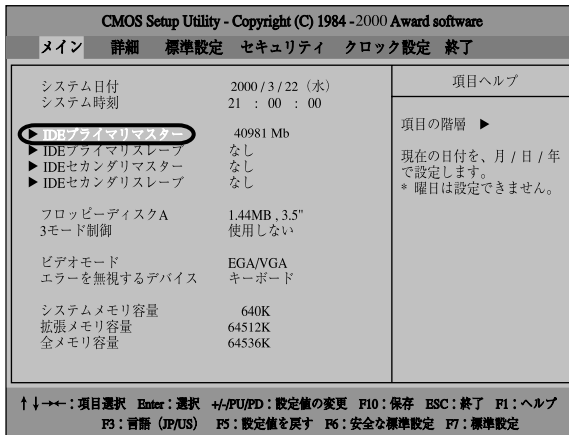 CMOS Setup Utility - Copyright (C) 1984 -2000 Award software
メイン 詳細 標準設定 セキュリティ クロック設定 終了
システム日付 2000 / 3 / 22 （水）
システム時刻 21 : 00 : 00
▶ IDEプライマリマスター 40981 Mb
▶ IDEプライマリスレーブ なし
▶ IDEセカンダリマスター なし
▶ IDEセカンダリスレーブ なし
フロッピーディスクA 1.44MB , 3.5"
3モード制御 使用しない
ビデオモード EGA/VGA
エラーを無視するデバイス キーボード
システムメモリ容量 640K
拡張メモリ容量 64512K
全メモリ容量 64536K
項目ヘルプ
項目の階層 ▶
現在の日付を、月 / 日 / 年
で設定します。
* 曜日は設定できません。
↑↓→←：項目選択 Enter：選択 +/-/PU/PD：設定値の変更 F10：保存 ESC：終了 F1：ヘルプ
F3：言語（JP/US） F5：設定値を戻す F6：安全な標準設定 F7：標準設定